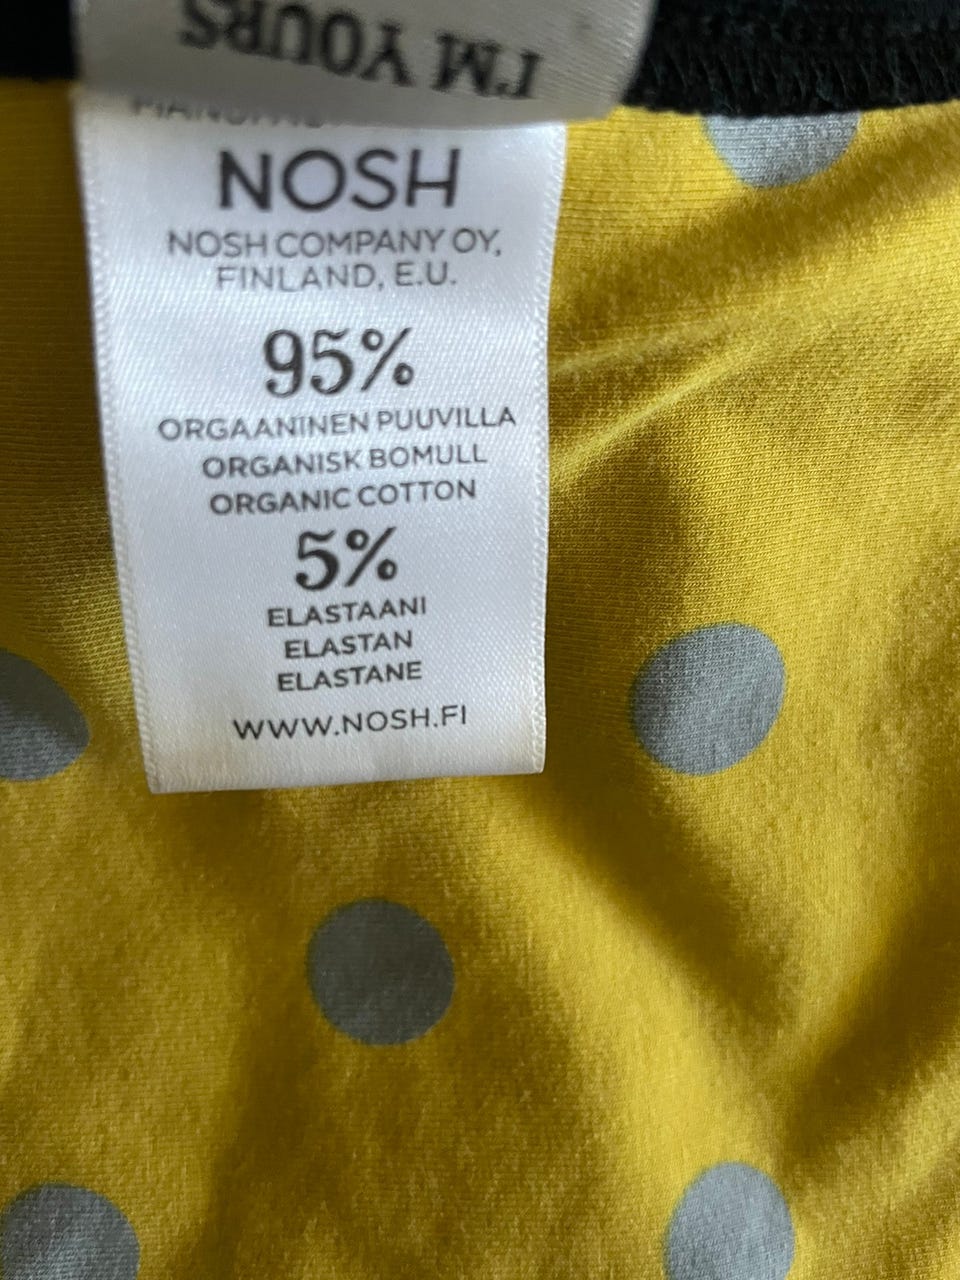 I'M YOURS
NOSH
NOSH COMPANY OY,
FINLAND, E.U.
95%
ORGAANINEN PUUVILLA
ORGANISK BOMULL
ORGANIC COTTON
5%
ELASTAANI
ELASTAN
ELASTANE
WWW.NOSH.FI